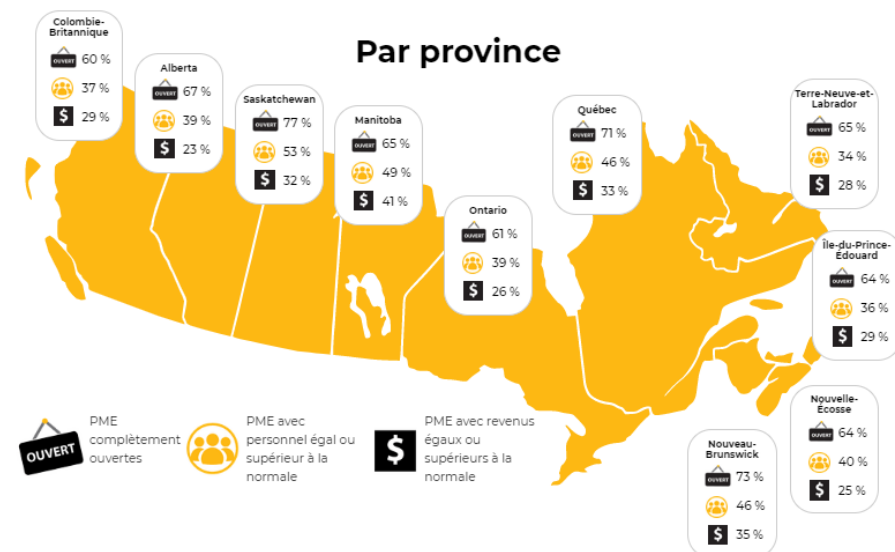 Par province
Colombie-
Britannique
OUVERT 60 %
37 %
$ 29 %
Alberta
OUVERT 67 %
39 %
$ 23 %
Saskatchewan
OUVERT 77 %
53 %
$ 32 %
Manitoba
OUVERT 65 %
49 %
$ 41 %
Ontario
OUVERT 61 %
39 %
$ 26 %
Québec
OUVERT 71 %
46 %
$ 33 %
Terre-Neuve-et-
Labrador
OUVERT 65 %
34 %
$ 28 %
Île-du-Prince-
Édouard
OUVERT 64 %
36 %
$ 29 %
Nouvelle-
Écosse
OUVERT 64 %
40 %
$ 25 %
Nouveau-
Brunswick
OUVERT 73 %
46 %
$ 35 %
OUVERT
PME
complètement
ouvertes
PME avec
personnel égal ou
supérieur à la
normale
$
PME avec revenus
égaux ou
supérieurs à la
normale